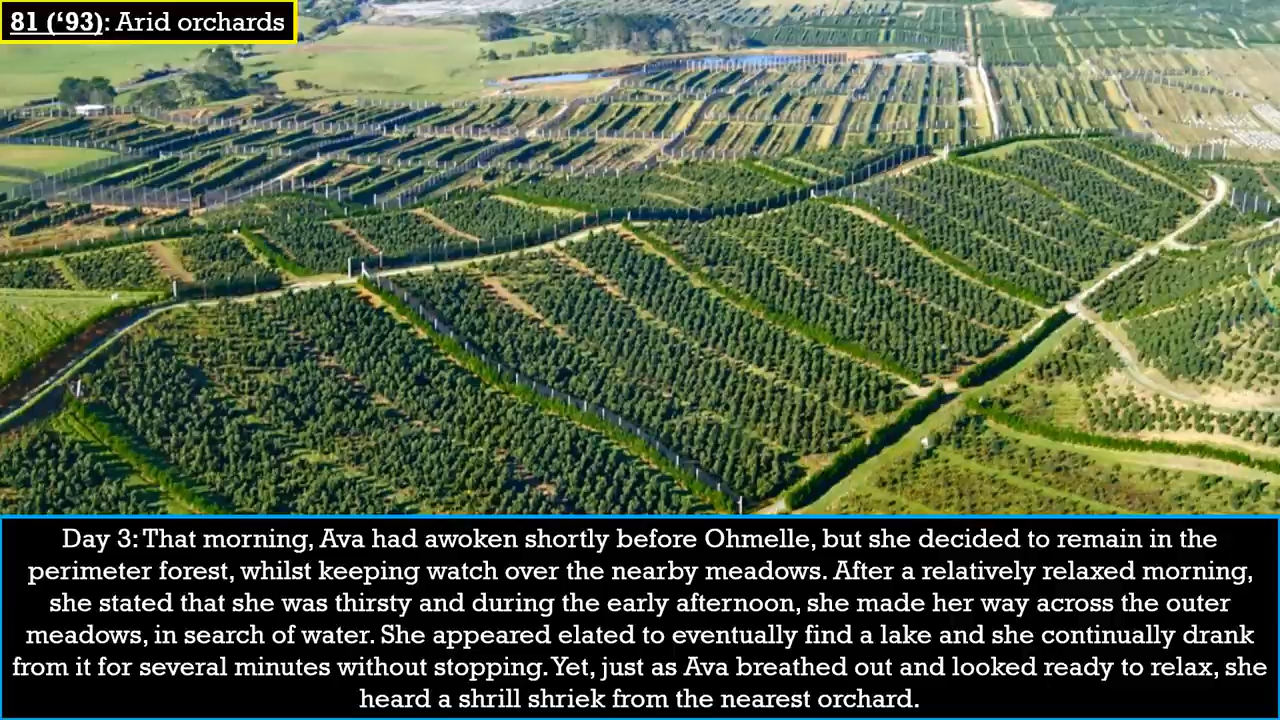 81 (‘93): Arid orchards
Day 3: That morning, Ava had awoken shortly before Ohmelle, but she decided to remain in the
perimeter forest, whilst keeping watch over the nearby meadows. After a relatively relaxed morning,
she stated that she was thirsty and during the early afternoon, she made her way across the outer
meadows, in search of water. She appeared elated to eventually find a lake and she continually drank
from it for several minutes without stopping. Yet, just as Ava breathed out and looked ready to relax, she
heard a shrill shriek from the nearest orchard.